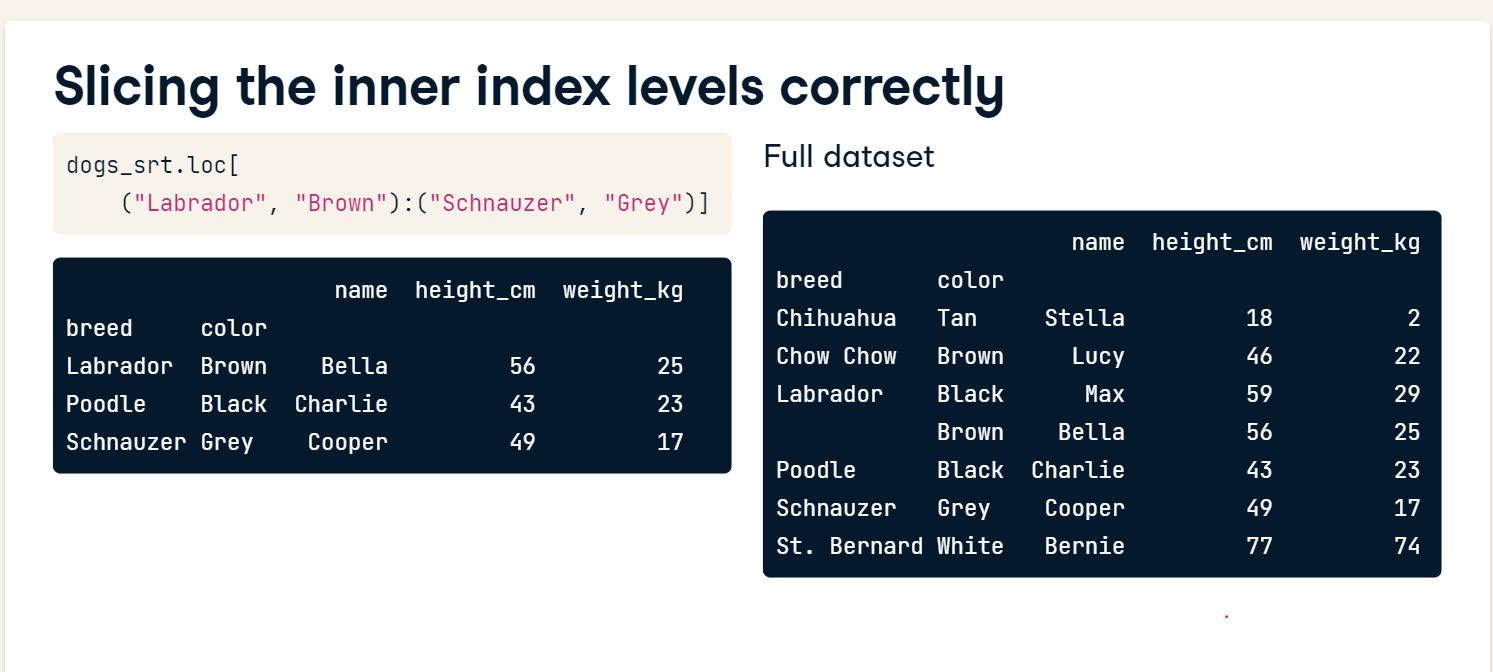 Slicing the inner index levels correctly
dogs_srt.loc[
    ("Labrador", "Brown"):("Schnauzer", "Grey")]
                    name  height_cm  weight_kg
breed     color
Labrador  Brown    Bella         56         25
Poodle    Black  Charlie         43         23
Schnauzer Grey    Cooper         49         17
Full dataset
                      name  height_cm  weight_kg
breed       color
Chihuahua   Tan     Stella         18          2
Chow Chow   Brown     Lucy         46         22
Labrador    Black      Max         59         29
            Brown    Bella         56         25
Poodle      Black  Charlie         43         23
Schnauzer   Grey    Cooper         49         17
St. Bernard White   Bernie         77         74